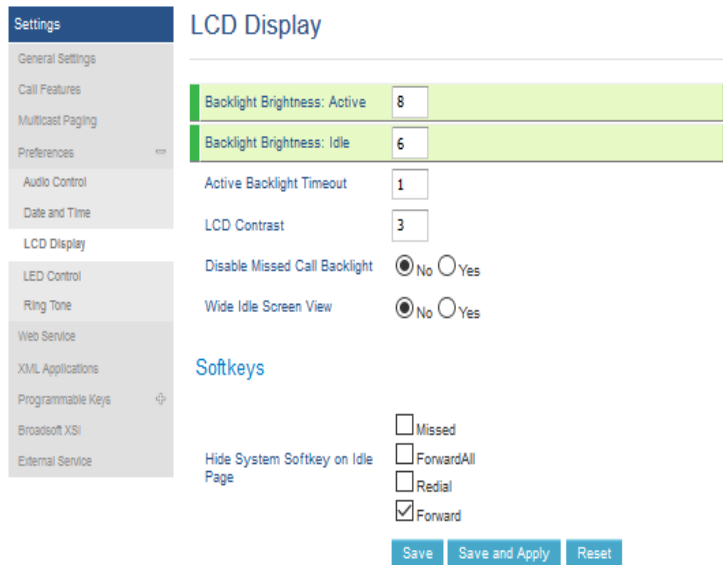 Settings
General Settings
Call Features
Multicast Paging
Preferences
Audio Control
Date and Time
LCD Display
LED Control
Ring Tone
Web Service
XML Applications
Programmable Keys
Broadsoft XSI
External Service
LCD Display
Backlight Brightness: Active 8
Backlight Brightness: Idle 6
Active Backlight Timeout 1
LCD Contrast 3
Disable Missed Call Backlight No Yes
Wide Idle Screen View No Yes
Softkeys
Hide System Softkey on Idle
Page
Missed
ForwardAll
Redial
Forward
Save Save and Apply Reset